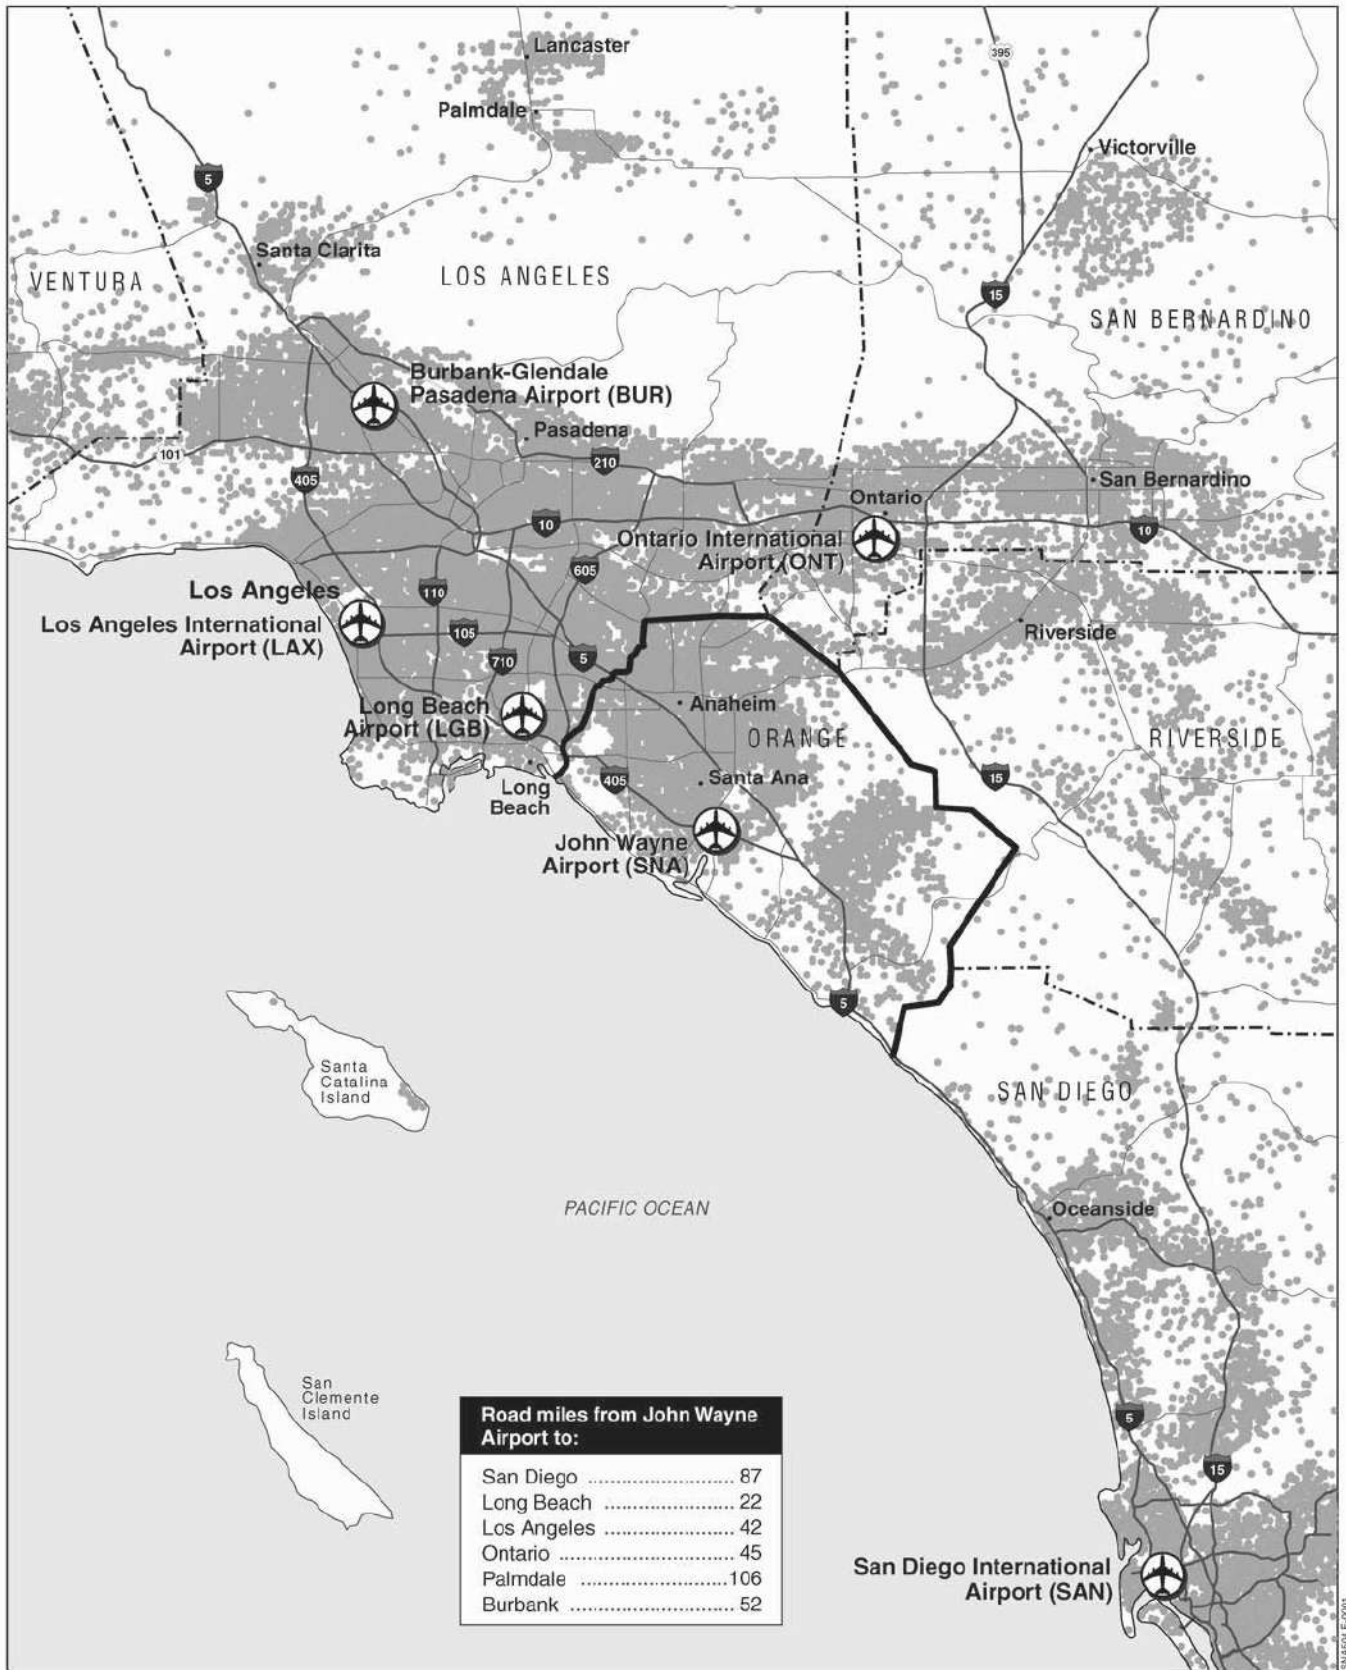 Lancaster
395
Palmdale
Victorville
5
Santa Clarita
VENTURA
LOS ANGELES
15
SAN BERNARDINO
Burbank-Glendale
Pasadena Airport (BUR)
Pasadena
101
210
405
San Bernardino
Ontario
10
10
Ontario International
Airport (ONT)
605
Los Angeles
110
Los Angeles International
Airport (LAX)
105
Riverside
710
5
Long Beach
Airport (LGB)
Anaheim
ORANGE
RIVERSIDE
405
Santa Ana
15
Long
Beach
John Wayne
Airport (SNA)
5
Santa
Catalina
Island
SAN DIEGO
PACIFIC OCEAN
Oceanside
San
Clemente
Island
Road miles from John Wayne
Airport to:
San Diego ........................ 87
Long Beach ..................... 22
Los Angeles ..................... 42
Ontario ............................ 45
Palmdale ........................ 106
Burbank .......................... 52
5
15
San Diego International
Airport (SAN)